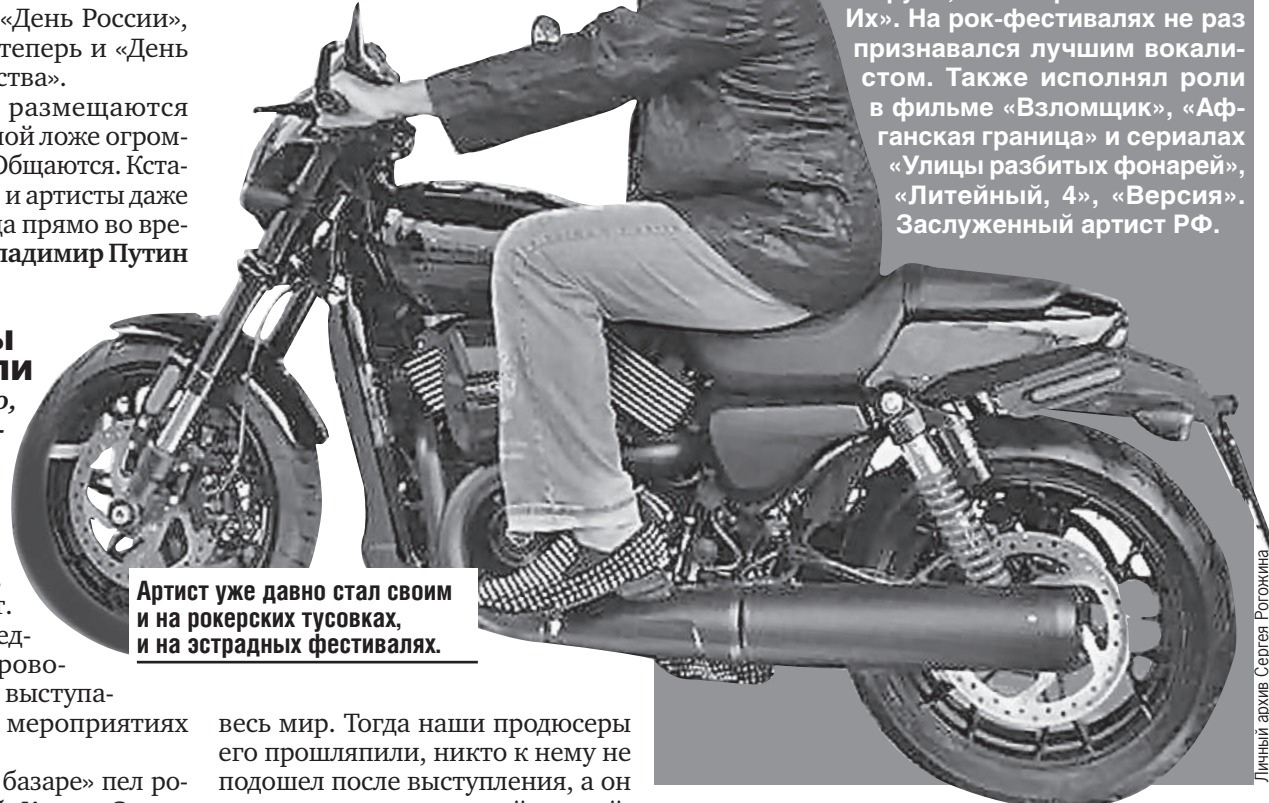 «День России»,
теперь и «День
ства».
размещаются
ной ложе огром-
Общаются. Кста-
и артисты даже
да прямо во вре-
ладимир Путин
ы
ли
о,
-
т.
ед-
рово-
выступа-
мероприятиях
базаре» пел ро-
Их». На рок-фестивалях не раз
признавался лучшим вокали-
стом. Также исполнял роли
в фильме «Взломщик», «Аф-
ганская граница» и сериалах
«Улицы разбитых фонарей»,
«Литейный, 4», «Версия».
Заслуженный артист РФ.
Артист уже давно стал своим
и на рокерских тусовках,
и на эстрадных фестивалях.
весь мир. Тогда наши продюсеры
его прошляпили, никто к нему не
подошел после выступления, а он
Личный архив Сергея Рогожина